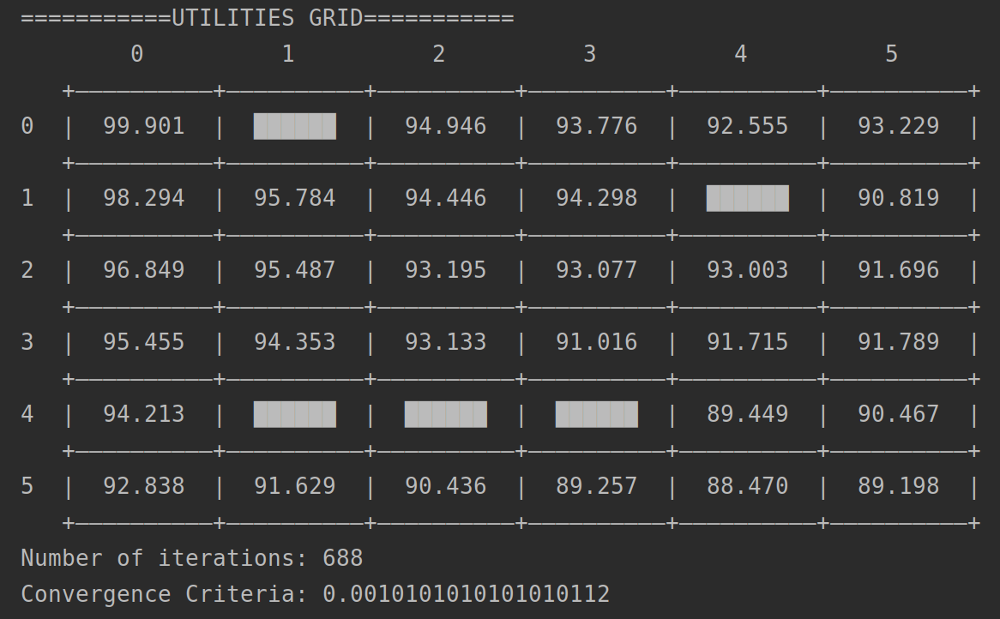 ===========UTILITIES GRID===========
0 1 2 3 4 5
+——————————+——————————+——————————+——————————+——————————+——————————+
0 | 99.901 | ██████ | 94.946 | 93.776 | 92.555 | 93.229 |
+——————————+——————————+——————————+——————————+——————————+——————————+
1 | 98.294 | 95.784 | 94.446 | 94.298 | ██████ | 90.819 |
+——————————+——————————+——————————+——————————+——————————+——————————+
2 | 96.849 | 95.487 | 93.195 | 93.077 | 93.003 | 91.696 |
+——————————+——————————+——————————+——————————+——————————+——————————+
3 | 95.455 | 94.353 | 93.133 | 91.016 | 91.715 | 91.789 |
+——————————+——————————+——————————+——————————+——————————+——————————+
4 | 94.213 | ██████ | ██████ | ██████ | 89.449 | 90.467 |
+——————————+——————————+——————————+——————————+——————————+——————————+
5 | 92.838 | 91.629 | 90.436 | 89.257 | 88.470 | 89.198 |
+——————————+——————————+——————————+——————————+——————————+——————————+
Number of iterations: 688
Convergence Criteria: 0.0010101010101010112